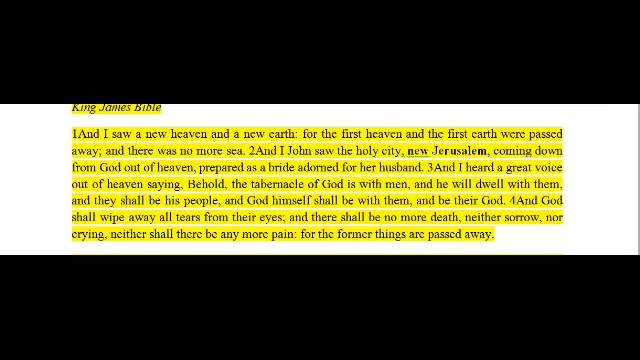 King James Bible
1And I saw a new heaven and a new earth: for the first heaven and the first earth were passed
away; and there was no more sea. 2And I John saw the holy city, new Jerusalem, coming down
from God out of heaven, prepared as a bride adorned for her husband. 3And I heard a great voice
out of heaven saying, Behold, the tabernacle of God is with men, and he will dwell with them,
and they shall be his people, and God himself shall be with them, and be their God. 4And God
shall wipe away all tears from their eyes; and there shall be no more death, neither sorrow, nor
crying, neither shall there be any more pain: for the former things are passed away.